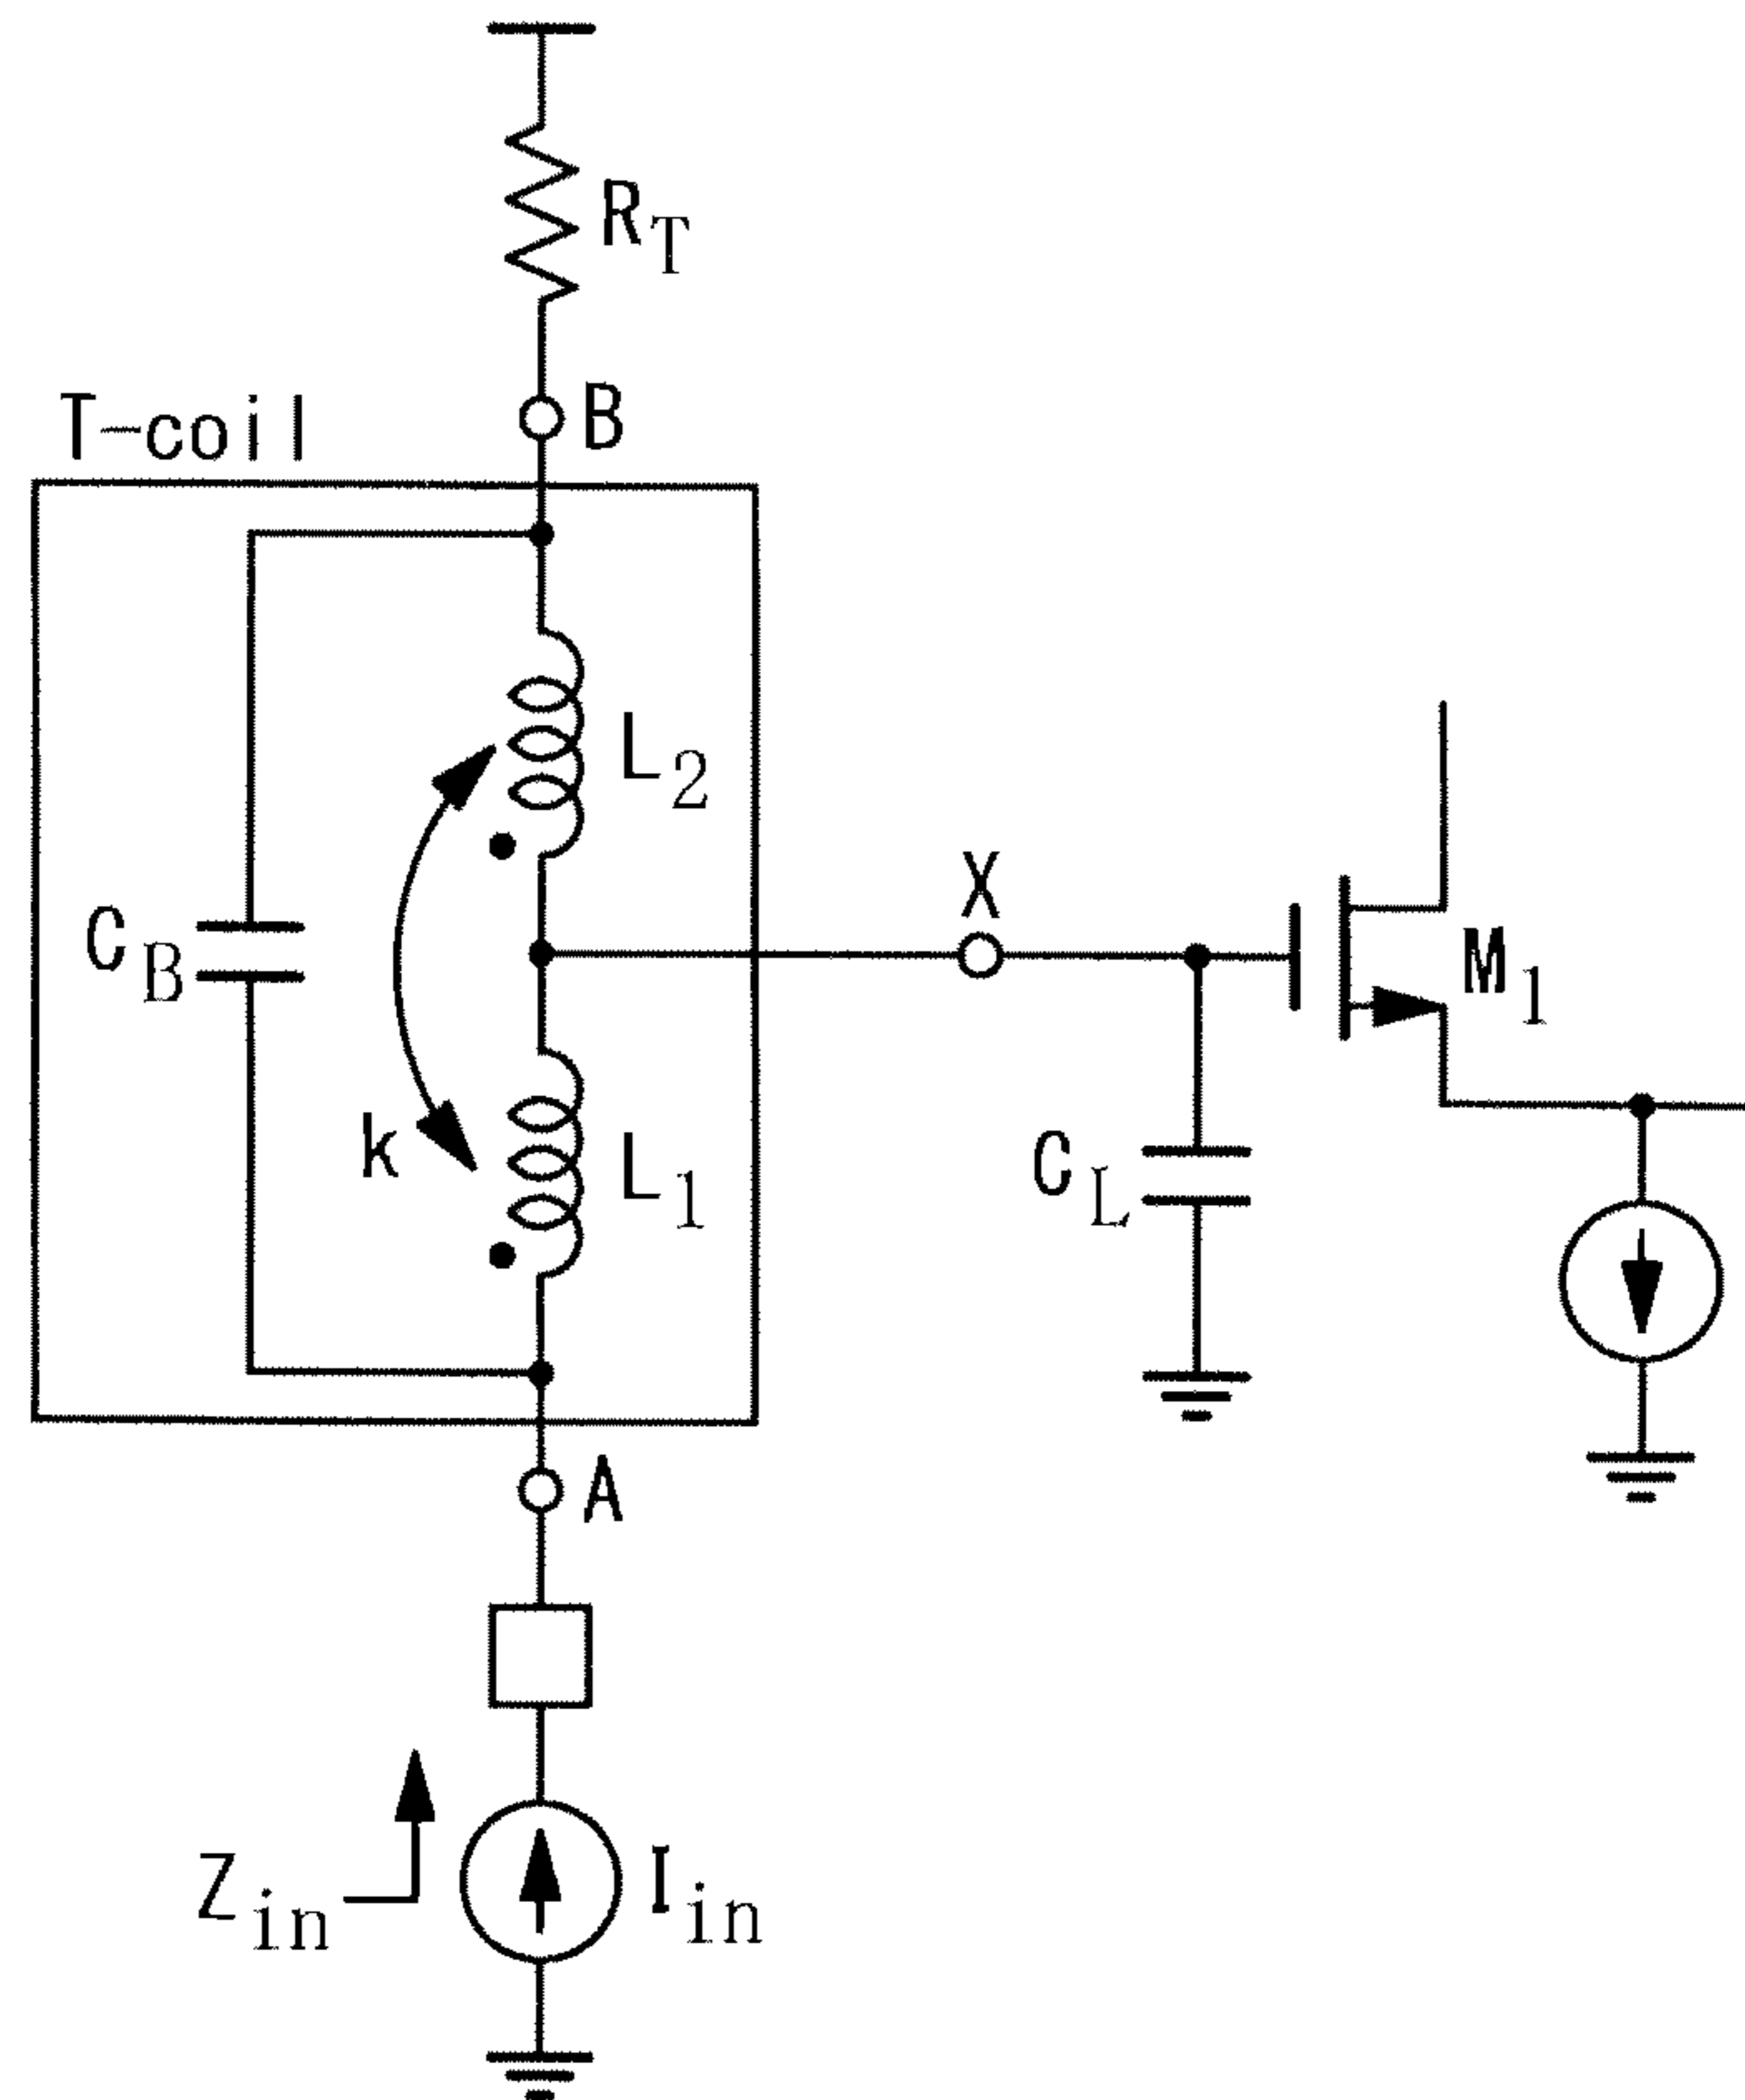 R_T
B
T-coil
L_2
X
C_B
M_1
k
L_1
C_L
A
Z_in
I_in